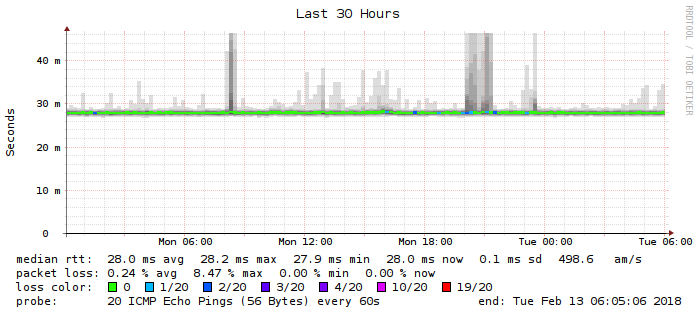 Last 30 Hours
RRDTOOL / TOBI OETIKER
Seconds
40 m
30 m
20 m
10 m
0
Mon 06:00 Mon 12:00 Mon 18:00 Tue 00:00 Tue 06:00
median rtt: 28.0 ms avg 28.2 ms max 27.9 ms min 28.0 ms now 0.1 ms sd 498.6 am/s
packet loss: 0.24 % avg 8.47 % max 0.00 % min 0.00 % now
loss color: 0 1/20 2/20 3/20 4/20 10/20 19/20
probe: 20 ICMP Echo Pings (56 Bytes) every 60s end: Tue Feb 13 06:05:06 2018